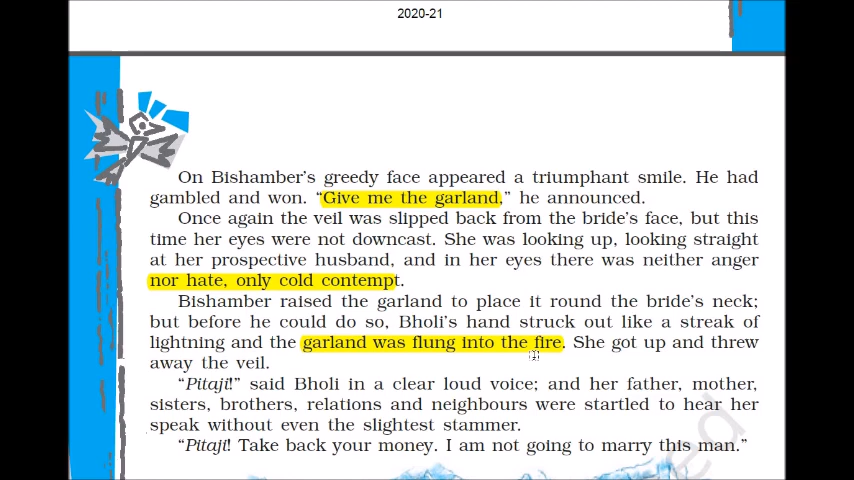 2020-21
On Bishamber's greedy face appeared a triumphant smile. He had
gambled and won. “Give me the garland,” he announced.
Once again the veil was slipped back from the bride's face, but this
time her eyes were not downcast. She was looking up, looking straight
at her prospective husband, and in her eyes there was neither anger
nor hate, only cold contempt.
Bishamber raised the garland to place it round the bride's neck;
but before he could do so, Bholi's hand struck out like a streak of
lightning and the garland was flung into the fire. She got up and threw
away the veil.
“Pitaji!” said Bholi in a clear loud voice; and her father, mother,
sisters, brothers, relations and neighbours were startled to hear her
speak without even the slightest stammer.
“Pitaji! Take back your money. I am not going to marry this man.”